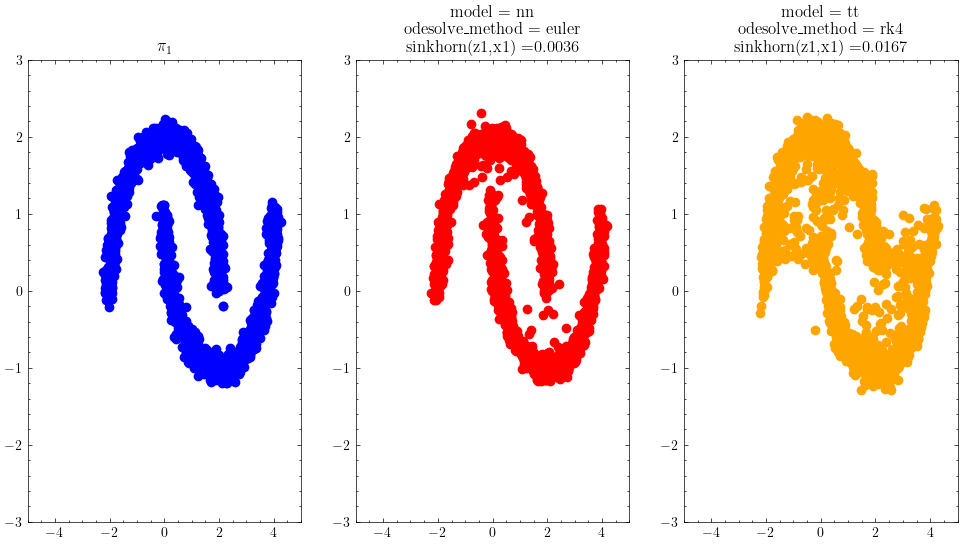 π₁
3
2
1
0
−1
−2
−3
−4 −2 0 2 4
model = nn
odesolve_method = euler
sinkhorn(z1,x1) =0.0036
3
2
1
0
−1
−2
−3
−4 −2 0 2 4
model = tt
odesolve_method = rk4
sinkhorn(z1,x1) =0.0167
3
2
1
0
−1
−2
−3
−4 −2 0 2 4